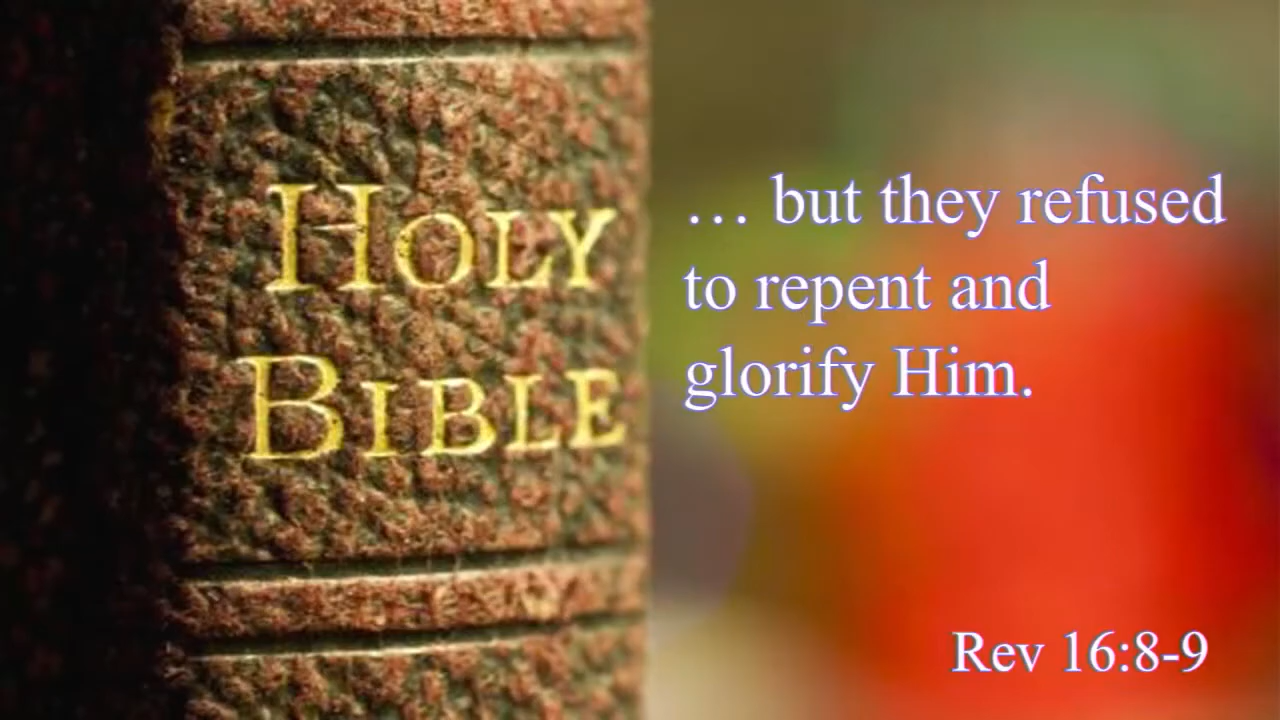 HOLY
BIBLE
… but they refused
to repent and
glorify Him.
Rev 16:8-9